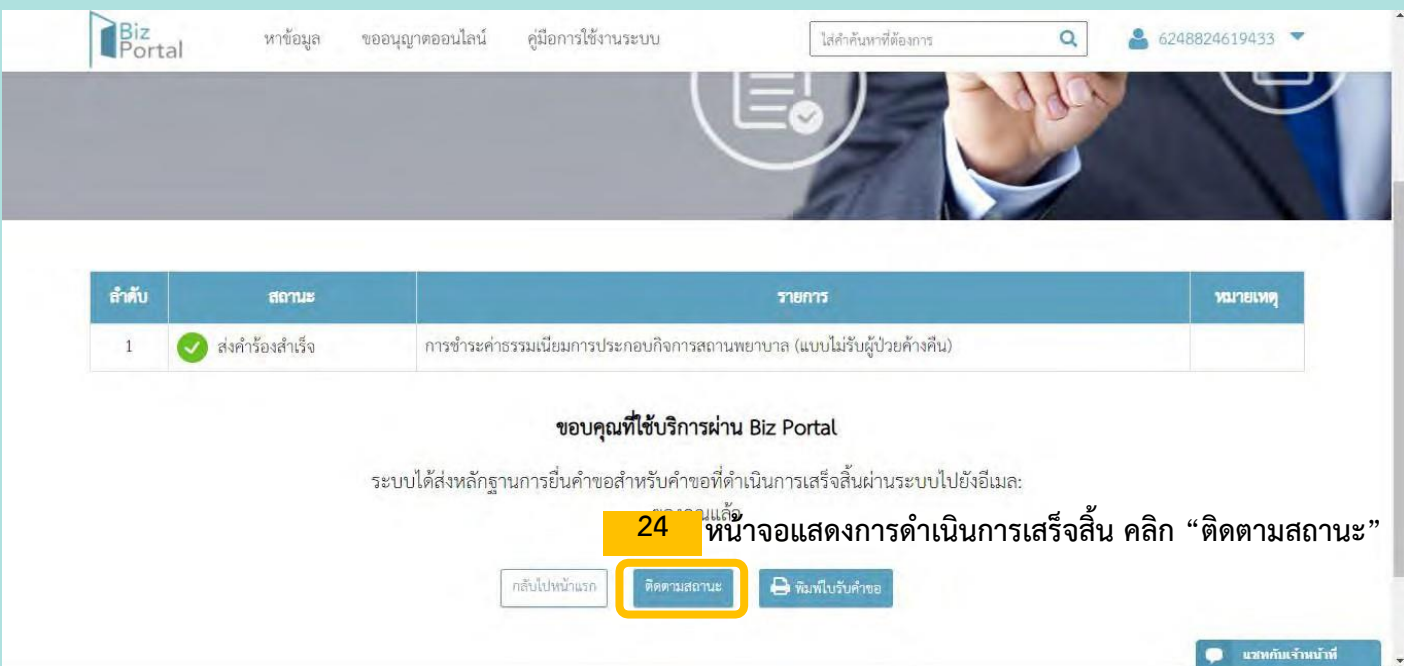 Biz
Portal
หาข้อมูล ขออนุญาตออนไลน์ คู่มือการใช้งานระบบ ใส่คำค้นหาที่ต้องการ 6248824619433
ลำดับ สถานะ รายการ หมายเหตุ
1 ส่งคำร้องสำเร็จ การชำระค่าธรรมเนียมการประกอบกิจการสถานพยาบาล (แบบไม่รับผู้ป่วยค้างคืน)
ขอบคุณที่ใช้บริการผ่าน Biz Portal
ระบบได้ส่งหลักฐานการยื่นคำขอสำหรับคำขอที่ดำเนินการเสร็จสิ้นผ่านระบบไปยังอีเมล:
ของคุณแล้ว
24 หน้าจอแสดงการดำเนินการเสร็จสิ้น คลิก “ติดตามสถานะ”
กลับไปหน้าแรก ติดตามสถานะ พิมพ์ใบรับคำขอ
แชทกับเจ้าหน้าที่